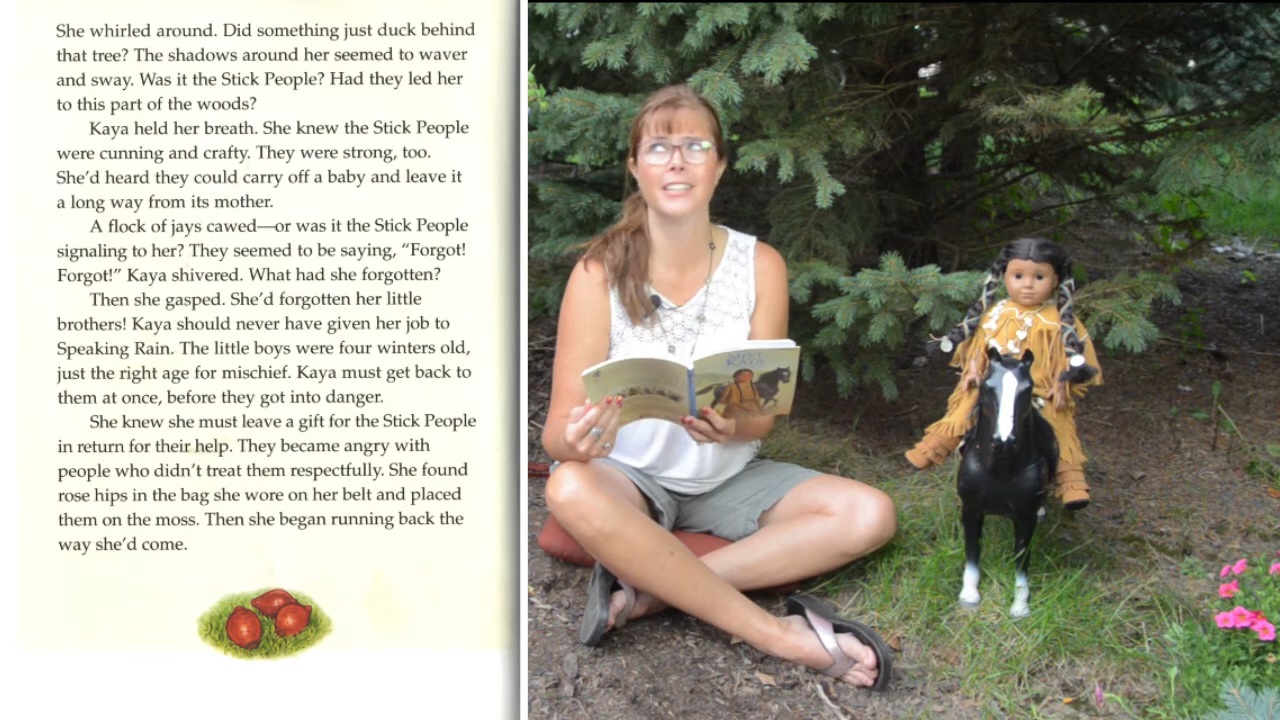 She whirled around. Did something just duck behind
that tree? The shadows around her seemed to waver
and sway. Was it the Stick People? Had they led her
to this part of the woods?
Kaya held her breath. She knew the Stick People
were cunning and crafty. They were strong, too.
She'd heard they could carry off a baby and leave it
a long way from its mother.
A flock of jays cawed—or was it the Stick People
signaling to her? They seemed to be saying, "Forgot!
Forgot!" Kaya shivered. What had she forgotten?
Then she gasped. She'd forgotten her little
brothers! Kaya should never have given her job to
Speaking Rain. The little boys were four winters old,
just the right age for mischief. Kaya must get back to
them at once, before they got into danger.
She knew she must leave a gift for the Stick People
in return for their help. They became angry with
people who didn't treat them respectfully. She found
rose hips in the bag she wore on her belt and placed
them on the moss. Then she began running back the
way she'd come.
MEET
KAYA